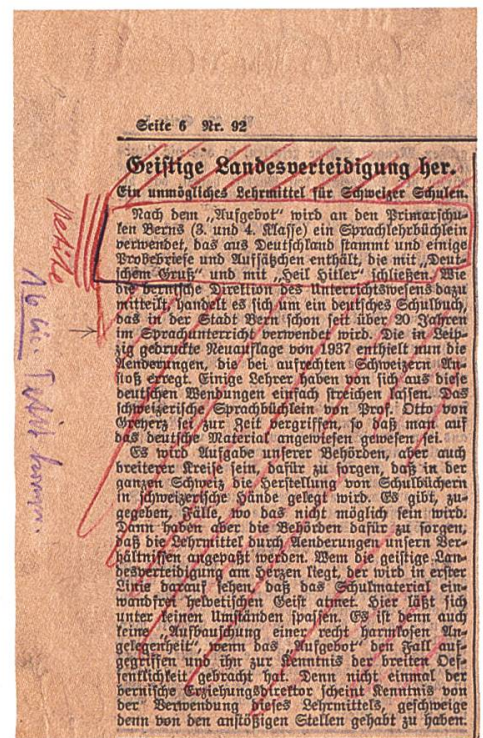 Seite 6 Nr. 92
Geistige Landesverteidigung her.
Ein unmögliches Lehrmittel für Schweizer Schulen.
Nach dem „Aufgebot" wird an den Primarschu-
len Berns (3. und 4. Klasse) ein Sprachlehrbüchlein
verwendet, das aus Deutschland stammt und einige
Probebriefe und Aufsätzchen enthält, die mit „Deut-
schem Gruß" und mit „Heil Hitler" schließen. Wie
die bernische Direktion des Unterrichtswesens dazu
mitteilt, handelt es sich um ein deutsches Schulbuch,
das in der Stadt Bern schon seit über 20 Jahren
im Sprachunterricht verwendet wird. Die in Leip-
zig gedruckte Neuauflage von 1937 enthielt nun die
Aenderungen, die bei aufrechten Schweizern An-
stoß erregt. Einige Lehrer haben von sich aus diese
deutschen Wendungen einfach streichen lassen. Das
schweizerische Sprachbüchlein von Prof. Otto von
Greyerz sei zur Zeit vergriffen, so daß man auf
das deutsche Material angewiesen gewesen sei.
Es wird Aufgabe unserer Behörden, aber auch
breiterer Kreise sein, dafür zu sorgen, daß in der
ganzen Schweiz die Herstellung von Schulbüchern
in schweizerische Hände gelegt wird. Es gibt, zu-
gegeben, Fälle, wo das nicht möglich sein wird.
Dann haben aber die Behörden dafür zu sorgen,
daß die Lehrmittel durch Aenderungen unsern Ver-
hältnissen angepaßt werden. Wem die geistige Lan-
desverteidigung am Herzen liegt, der wird in erster
Linie darauf sehen, daß das Schulmaterial ein-
wandfrei helvetischen Geist atmet. Hier läßt sich
unter keinen Umständen spassen. Es ist denn auch
keine „Aufbauschung einer recht harmlosen An-
gelegenheit", wenn das „Aufgebot" den Fall auf-
gegriffen und ihn zur Kenntnis der breiten Oef-
fentlichkeit gebracht hat. Denn nicht einmal der
bernische Erziehungsdirektor scheint Kenntnis von
der Verwendung dieses Lehrmittels, geschweige
denn von den anstößigen Stellen gehabt zu haben.